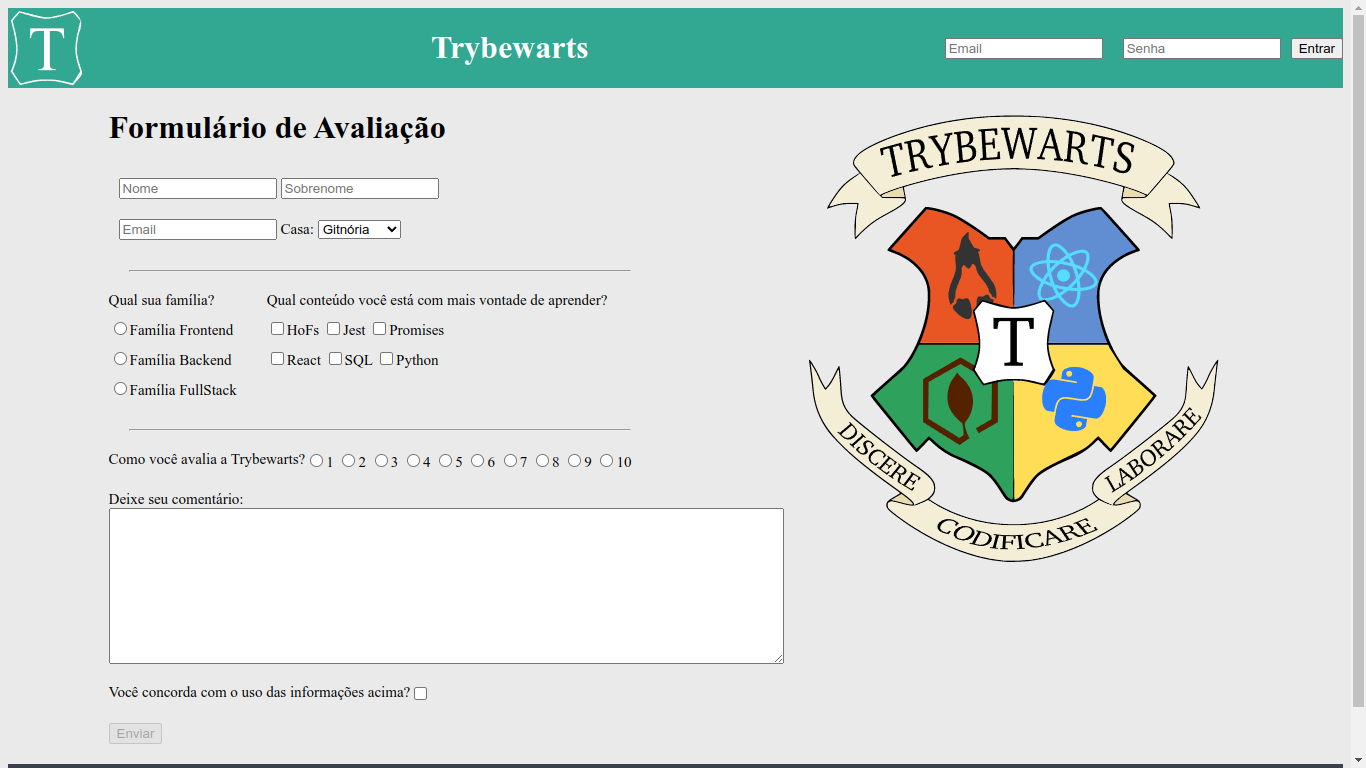 T
Trybewarts
Email
Senha
Entrar
Formulário de Avaliação
Nome
Sobrenome
Email
Casa:
Gitnória
Qual sua família?
Família Frontend
Família Backend
Família FullStack
Qual conteúdo você está com mais vontade de aprender?
HoFs Jest Promises
React SQL Python
Como você avalia a Trybewarts? 1 2 3 4 5 6 7 8 9 10
Deixe seu comentário:
Você concorda com o uso das informações acima?
Enviar
TRYBEWARTS
T
DISCERE
CODIFICARE
LABORARE